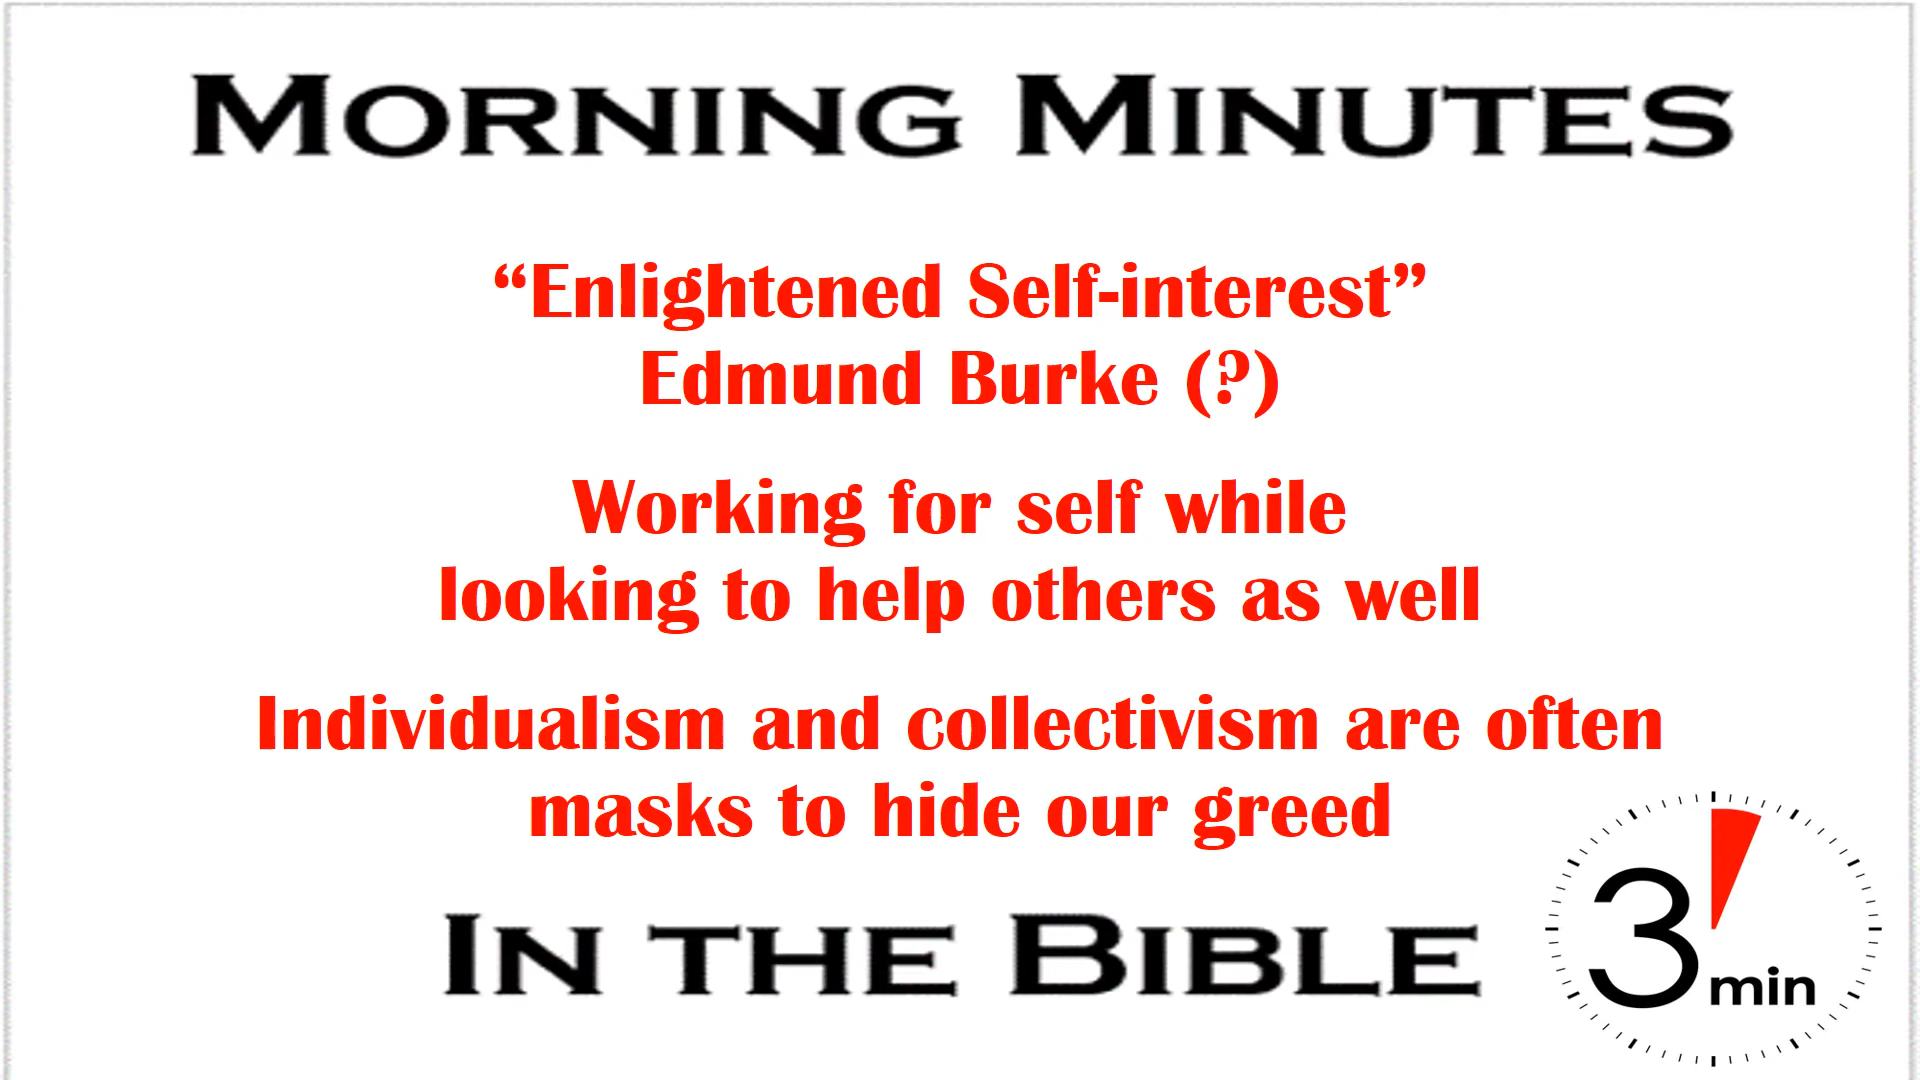 MORNING MINUTES
“Enlightened Self-interest”
Edmund Burke (?)
Working for self while
looking to help others as well
Individualism and collectivism are often
masks to hide our greed
IN THE BIBLE
3 min